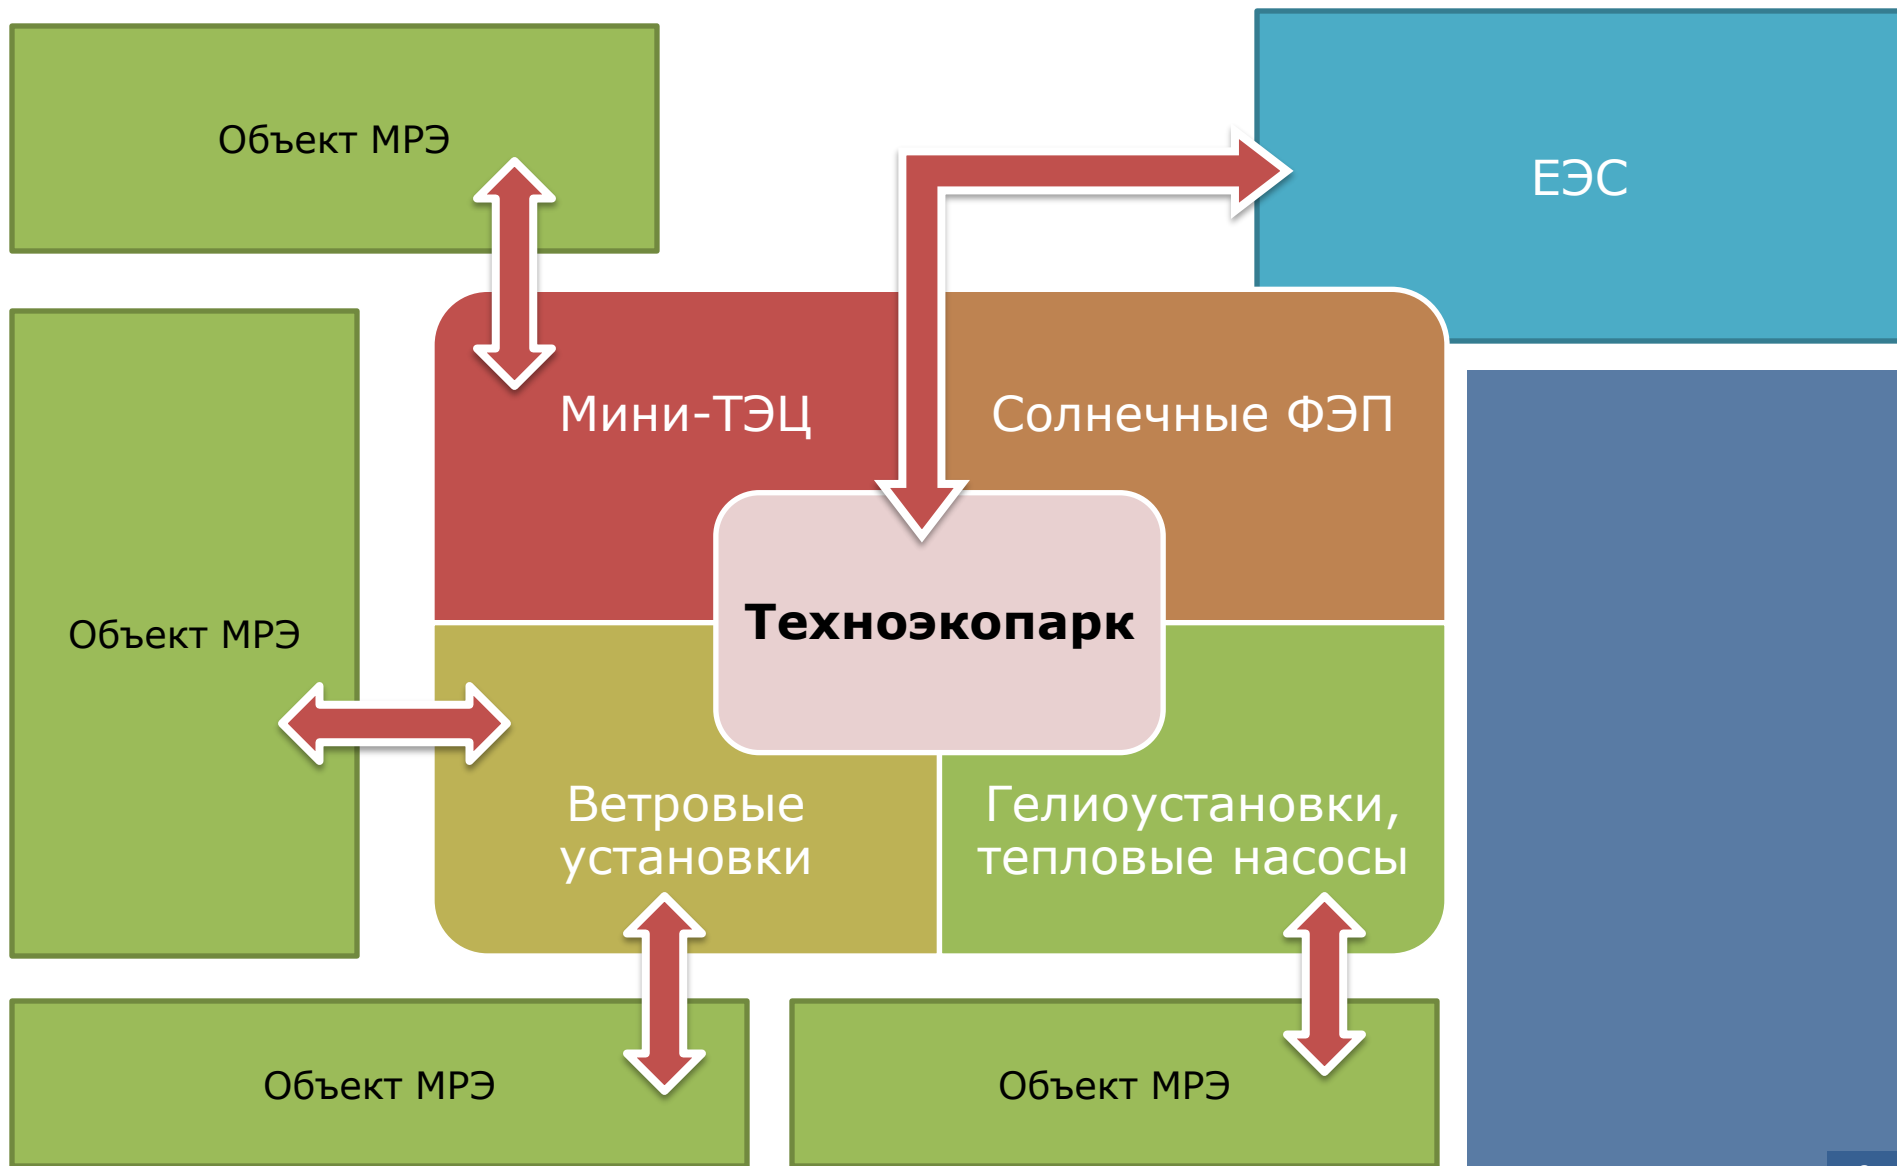 Объект МРЭ
ЕЭС
Мини-ТЭЦ
Солнечные ФЭП
Объект МРЭ
Техноэкопарк
Ветровые
установки
Гелиоустановки,
тепловые насосы
Объект МРЭ
Объект МРЭ